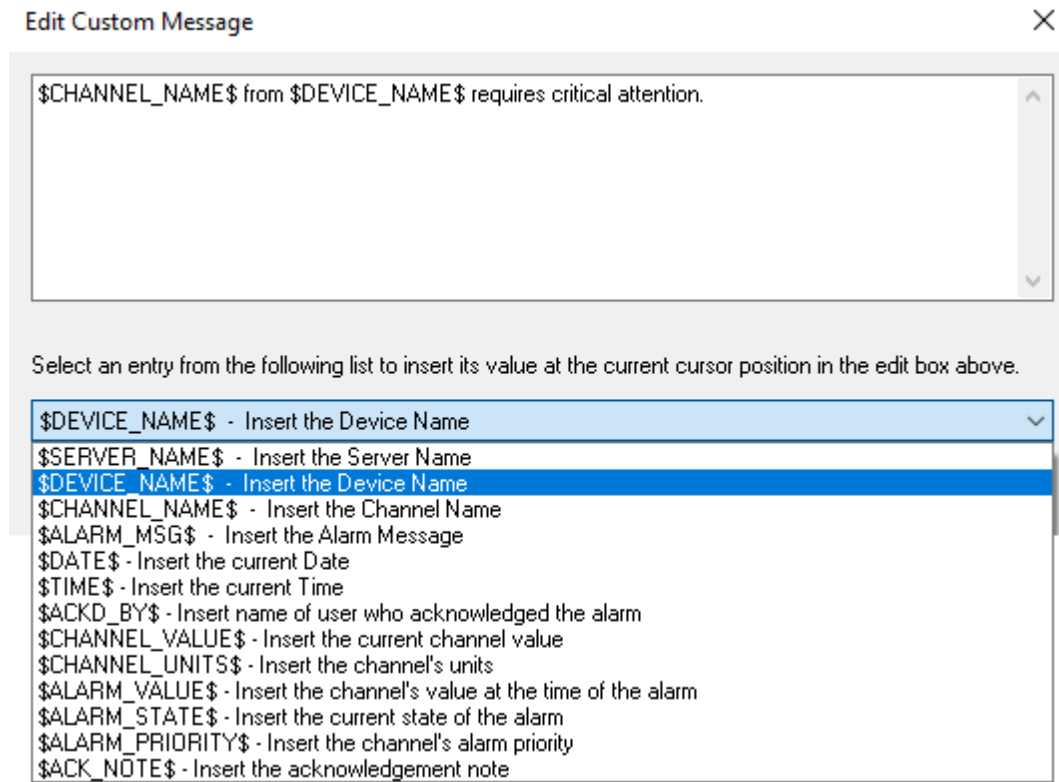 Edit Custom Message
$CHANNEL_NAME$ from $DEVICE_NAME$ requires critical attention.
Select an entry from the following list to insert its value at the current cursor position in the edit box above.
$DEVICE_NAME$ - Insert the Device Name
$SERVER_NAME$ - Insert the Server Name
$DEVICE_NAME$ - Insert the Device Name
$CHANNEL_NAME$ - Insert the Channel Name
$ALARM_MSG$ - Insert the Alarm Message
$DATE$ - Insert the current Date
$TIME$ - Insert the current Time
$ACKD_BY$ - Insert name of user who acknowledged the alarm
$CHANNEL_VALUE$ - Insert the current channel value
$CHANNEL_UNITS$ - Insert the channel's units
$ALARM_VALUE$ - Insert the channel's value at the time of the alarm
$ALARM_STATE$ - Insert the current state of the alarm
$ALARM_PRIORITY$ - Insert the channel's alarm priority
$ACK_NOTE$ - Insert the acknowledgement note